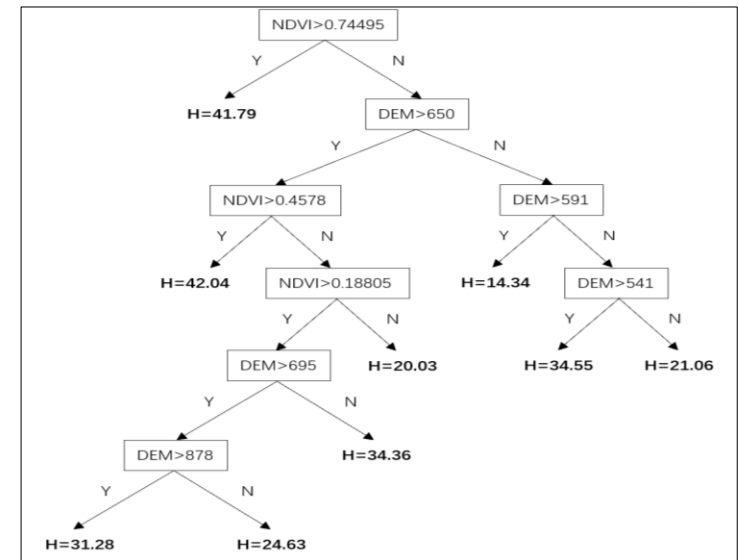 NDVI>0.74495
Y N
H=41.79
DEM>650
Y N
NDVI>0.4578
DEM>591
Y N Y N
H=42.04
NDVI>0.18805
H=14.34
DEM>541
Y N Y N
DEM>695
H=20.03
H=34.55
H=21.06
Y N
DEM>878
H=34.36
Y N
H=31.28
H=24.63